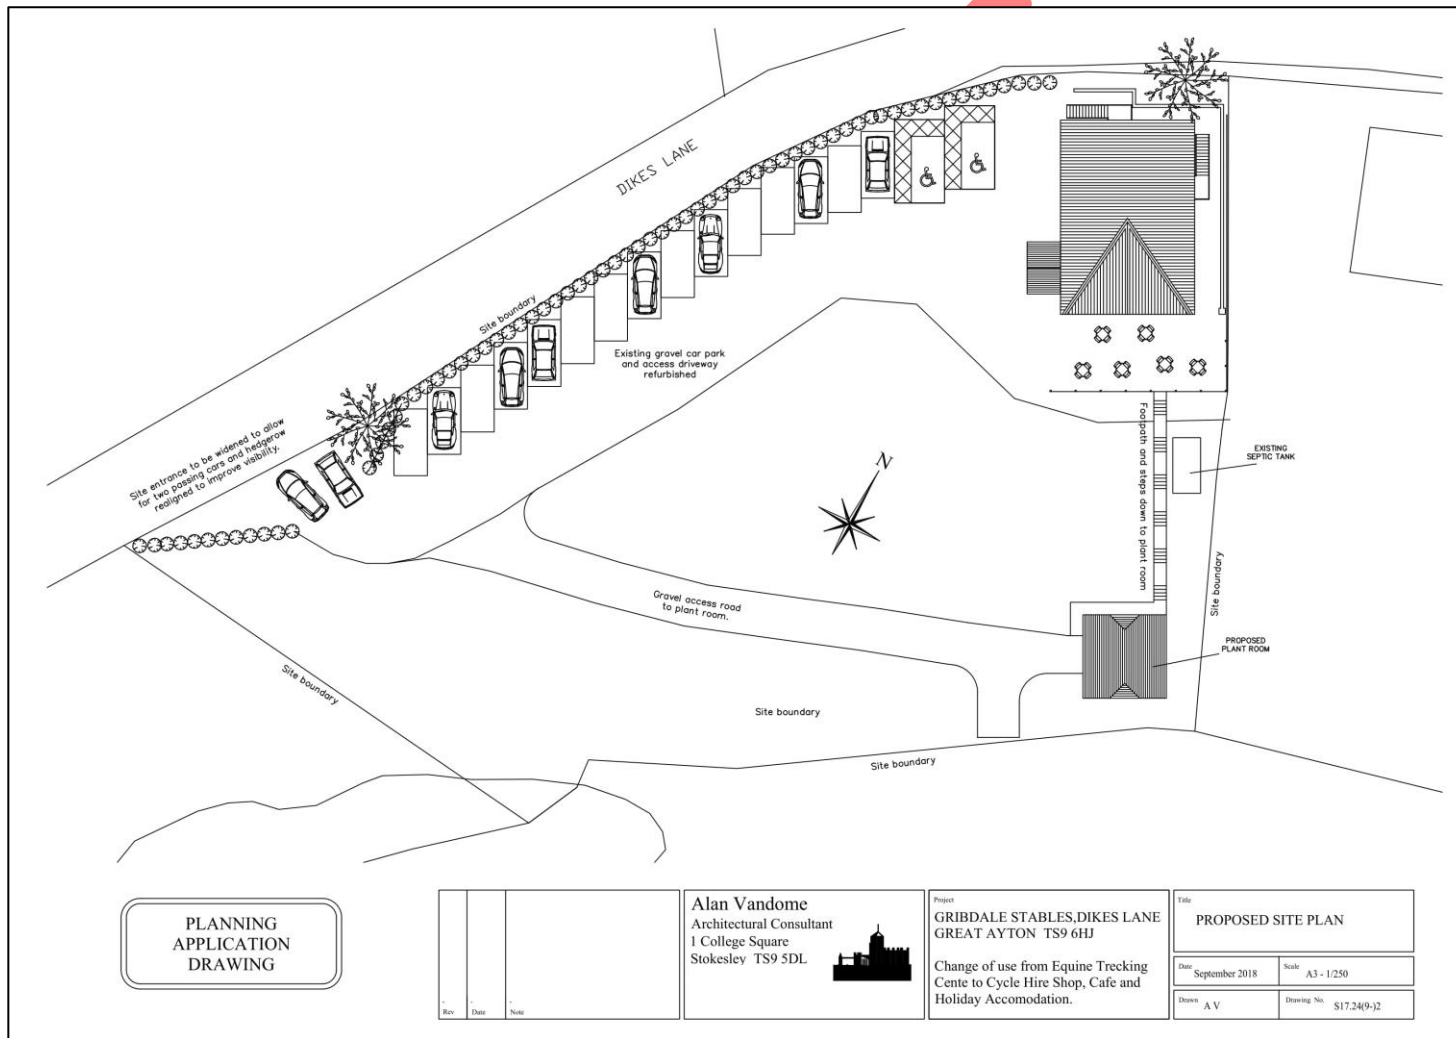 DIKES LANE
Site boundary
Existing gravel car park
and access driveway
refurbished
Site entrance to be widened to allow
for two passing cars and hedgerow
realigned to improve visibility.
N
Footpath and steps down to plant room
EXISTING
SEPTIC TANK
Site boundary
Gravel access road
to plant room.
PROPOSED
PLANT ROOM
Site boundary
Site boundary
Site boundary
PLANNING
APPLICATION
DRAWING
Rev
Date
Note
Alan Vandome
Architectural Consultant
1 College Square
Stokesley TS9 5DL
Project
GRIBDALE STABLES,DIKES LANE
GREAT AYTON TS9 6HJ
Change of use from Equine Trecking
Cente to Cycle Hire Shop, Cafe and
Holiday Accomodation.
Title
PROPOSED SITE PLAN
Date September 2018
Scale A3 - 1/250
Drawn A V
Drawing No. S17.24(9-)2